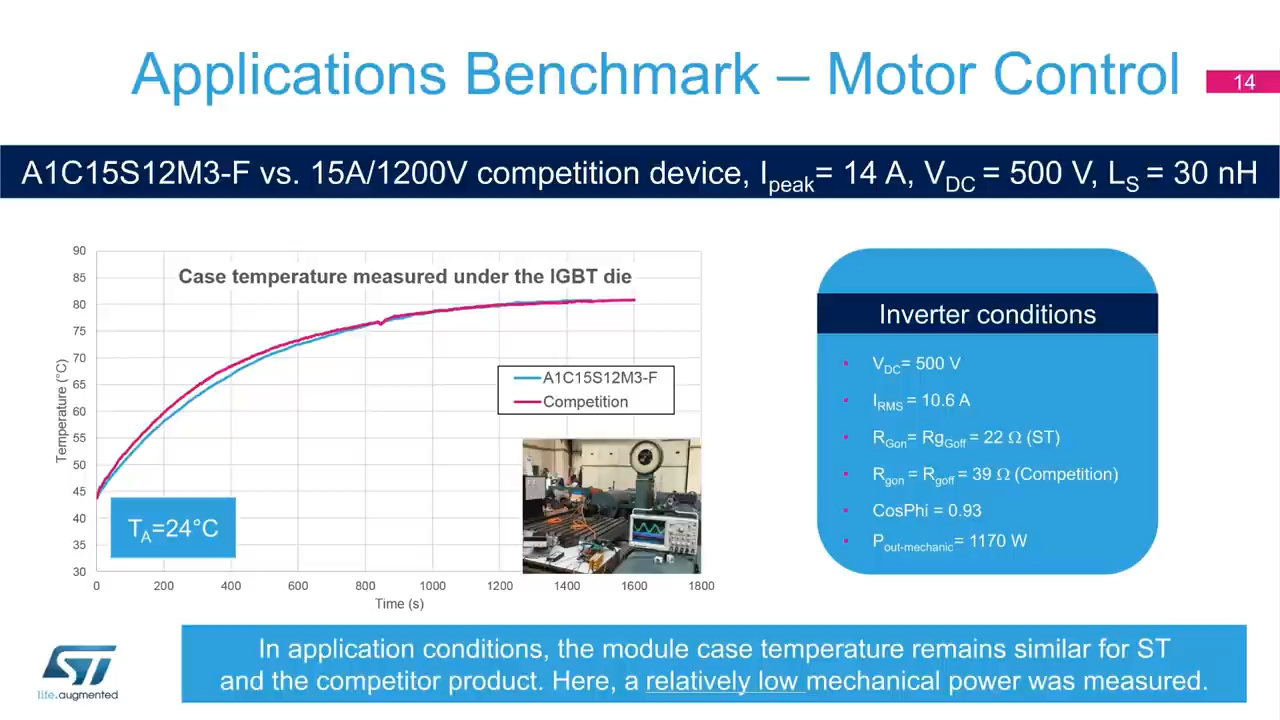 Applications Benchmark – Motor Control
14
A1C15S12M3-F vs. 15A/1200V competition device, Ipeak= 14 A, VDC = 500 V, LS = 30 nH
Case temperature measured under the IGBT die
90
85
80
75
70
65
60
55
50
45
40
35
30
Temperature (°C)
A1C15S12M3-F
Competition
TA=24°C
0 200 400 600 800 1000 1200 1400 1600 1800
Time (s)
Inverter conditions
• VDC= 500 V
• IRMS = 10.6 A
• RGon= RgGoff = 22 Ω (ST)
• Rgon = Rgoff = 39 Ω (Competition)
• CosPhi = 0.93
• Pout-mechanic= 1170 W
In application conditions, the module case temperature remains similar for ST
and the competitor product. Here, a relatively low mechanical power was measured.
ST
life.augmented